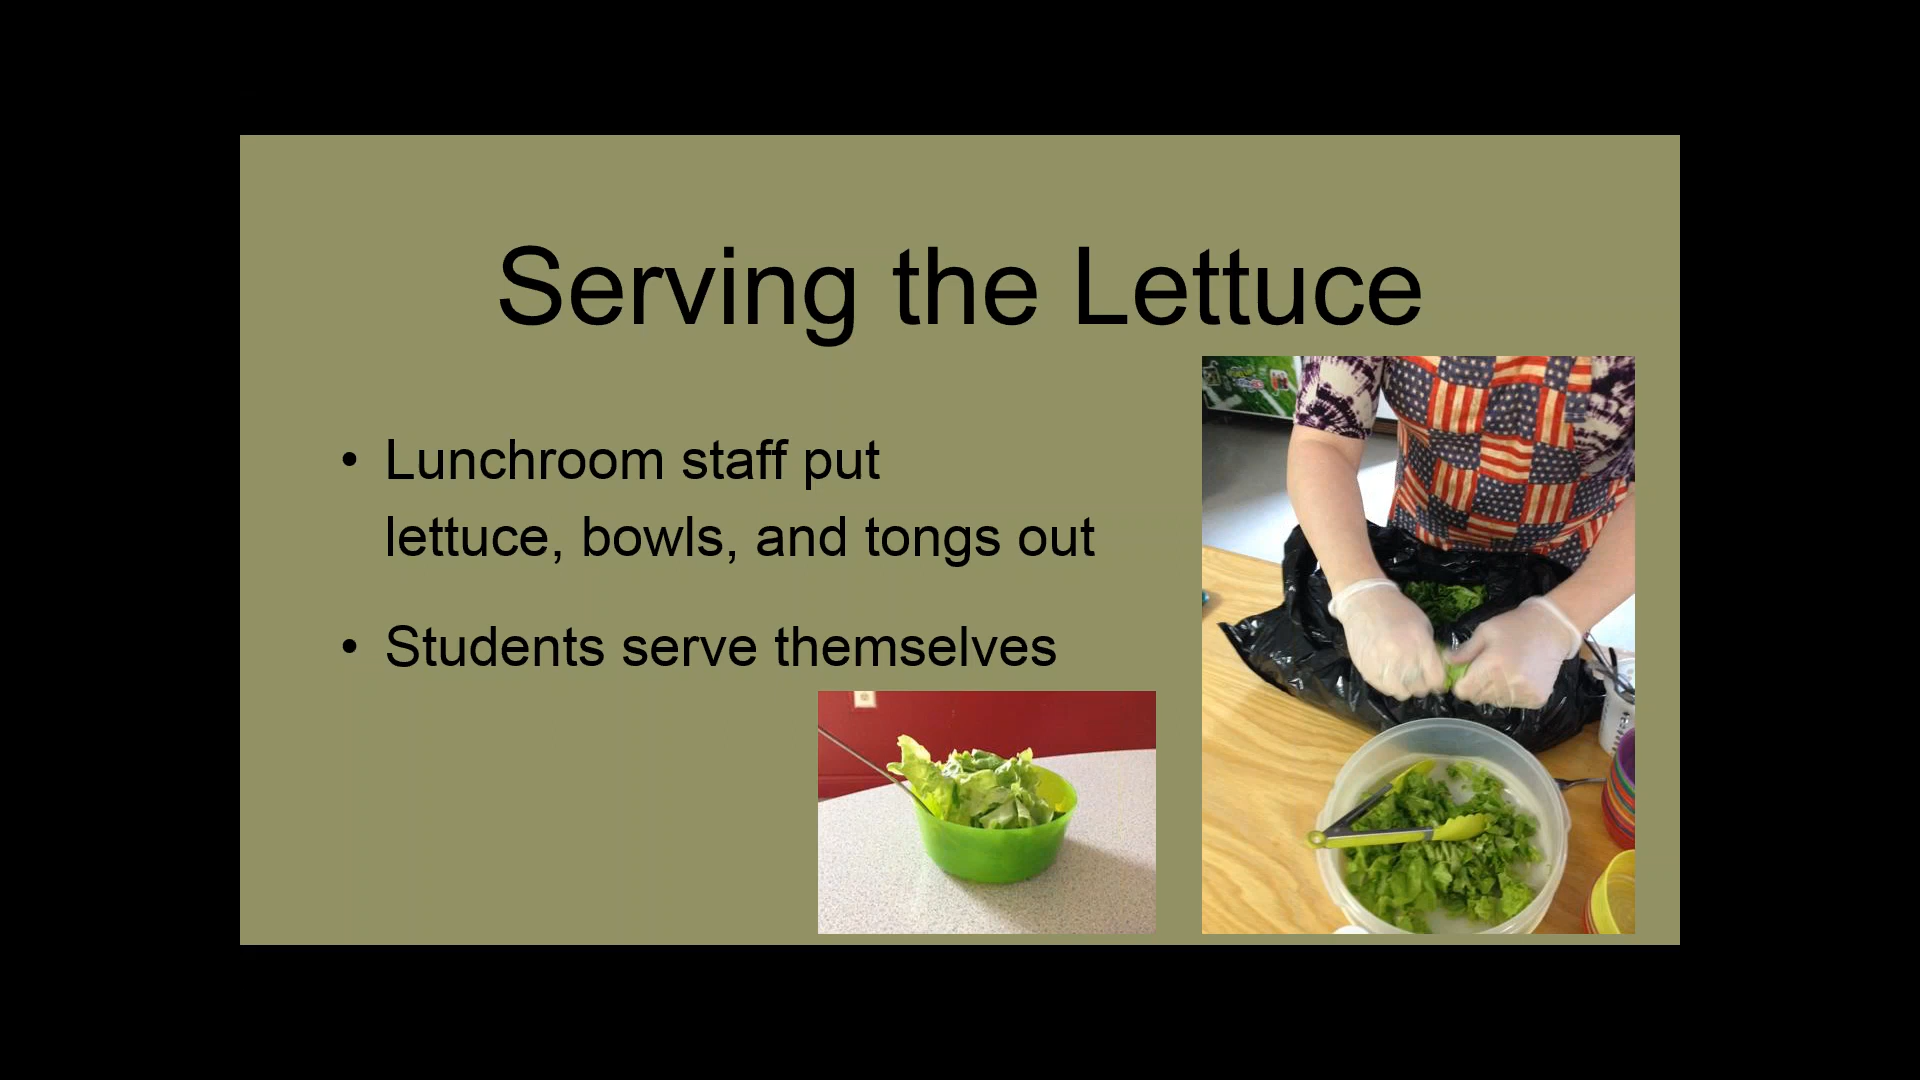 Serving the Lettuce
• Lunchroom staff put
lettuce, bowls, and tongs out
• Students serve themselves